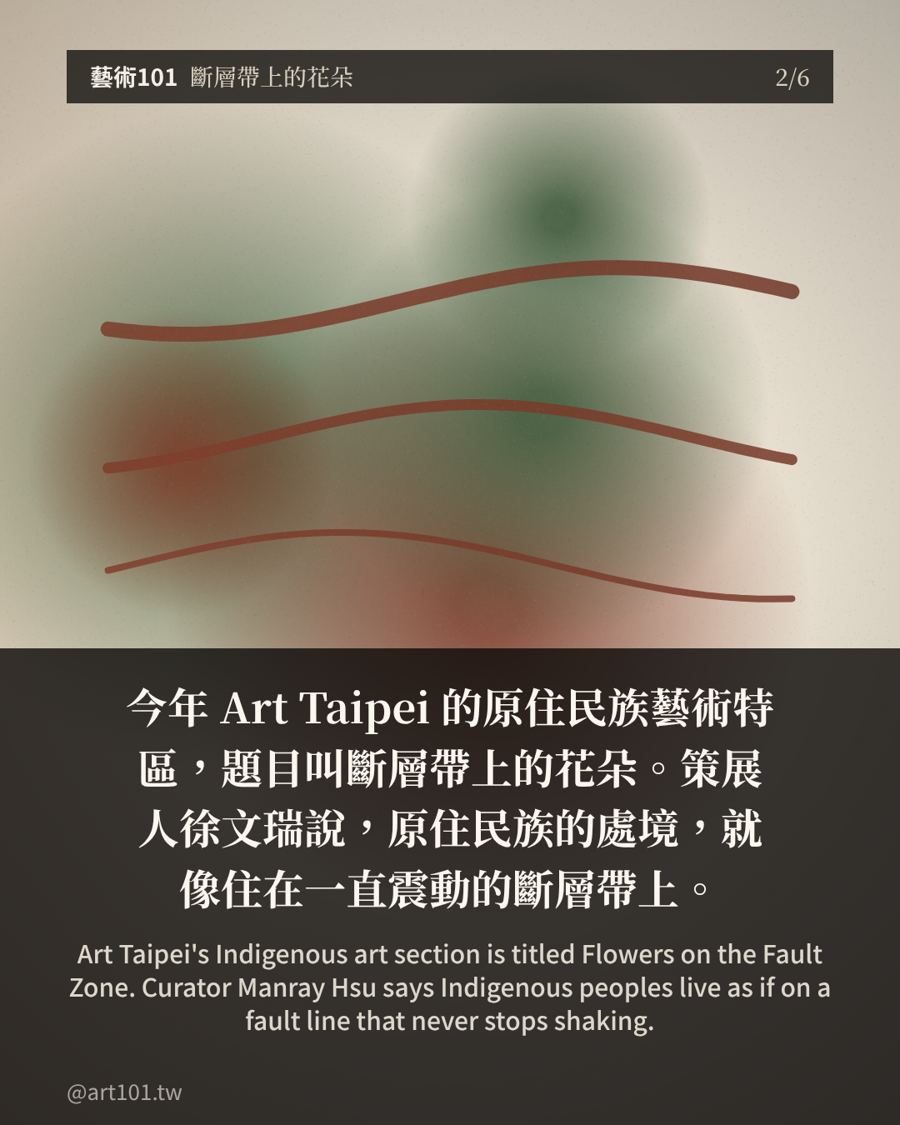 藝術101 斷層帶上的花朵 2/6
今年 Art Taipei 的原住民族藝術特
區，題目叫斷層帶上的花朵。策展
人徐文瑞說，原住民族的處境，就
像住在一直震動的斷層帶上。
Art Taipei's Indigenous art section is titled Flowers on the Fault
Zone. Curator Manray Hsu says Indigenous peoples live as if on a
fault line that never stops shaking.
@art101.tw